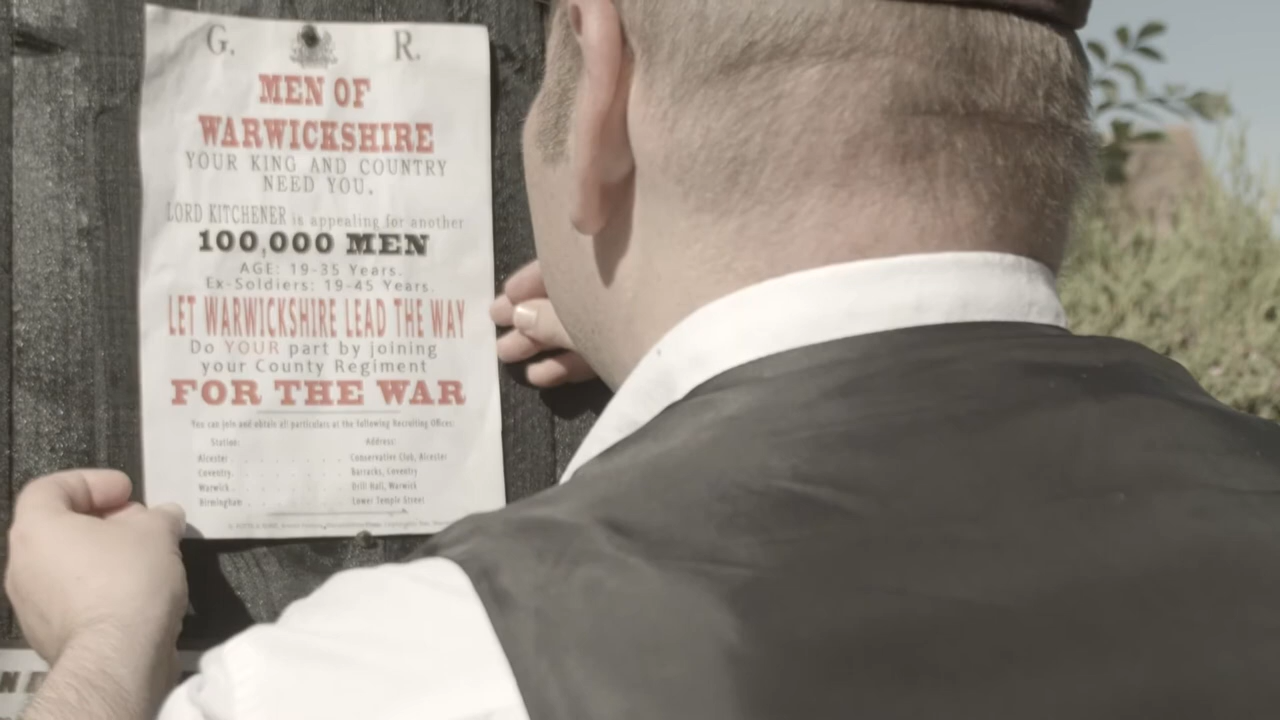 G. R.
MEN OF
WARWICKSHIRE
YOUR KING AND COUNTRY
NEED YOU.
LORD KITCHENER is appealing for another
100,000 MEN
AGE: 19-35 Years.
Ex-Soldiers: 19-45 Years.
LET WARWICKSHIRE LEAD THE WAY
Do YOUR part by joining
your County Regiment
FOR THE WAR
You can join and obtain all particulars at the following Recruiting Offices:
Station: Address:
Alcester . . . . . . Conservative Club, Alcester
Coventry. . . . . . Barracks, Coventry
Warwick . . . . . . Drill Hall, Warwick
Birmingham . . . . . Lower Temple Street